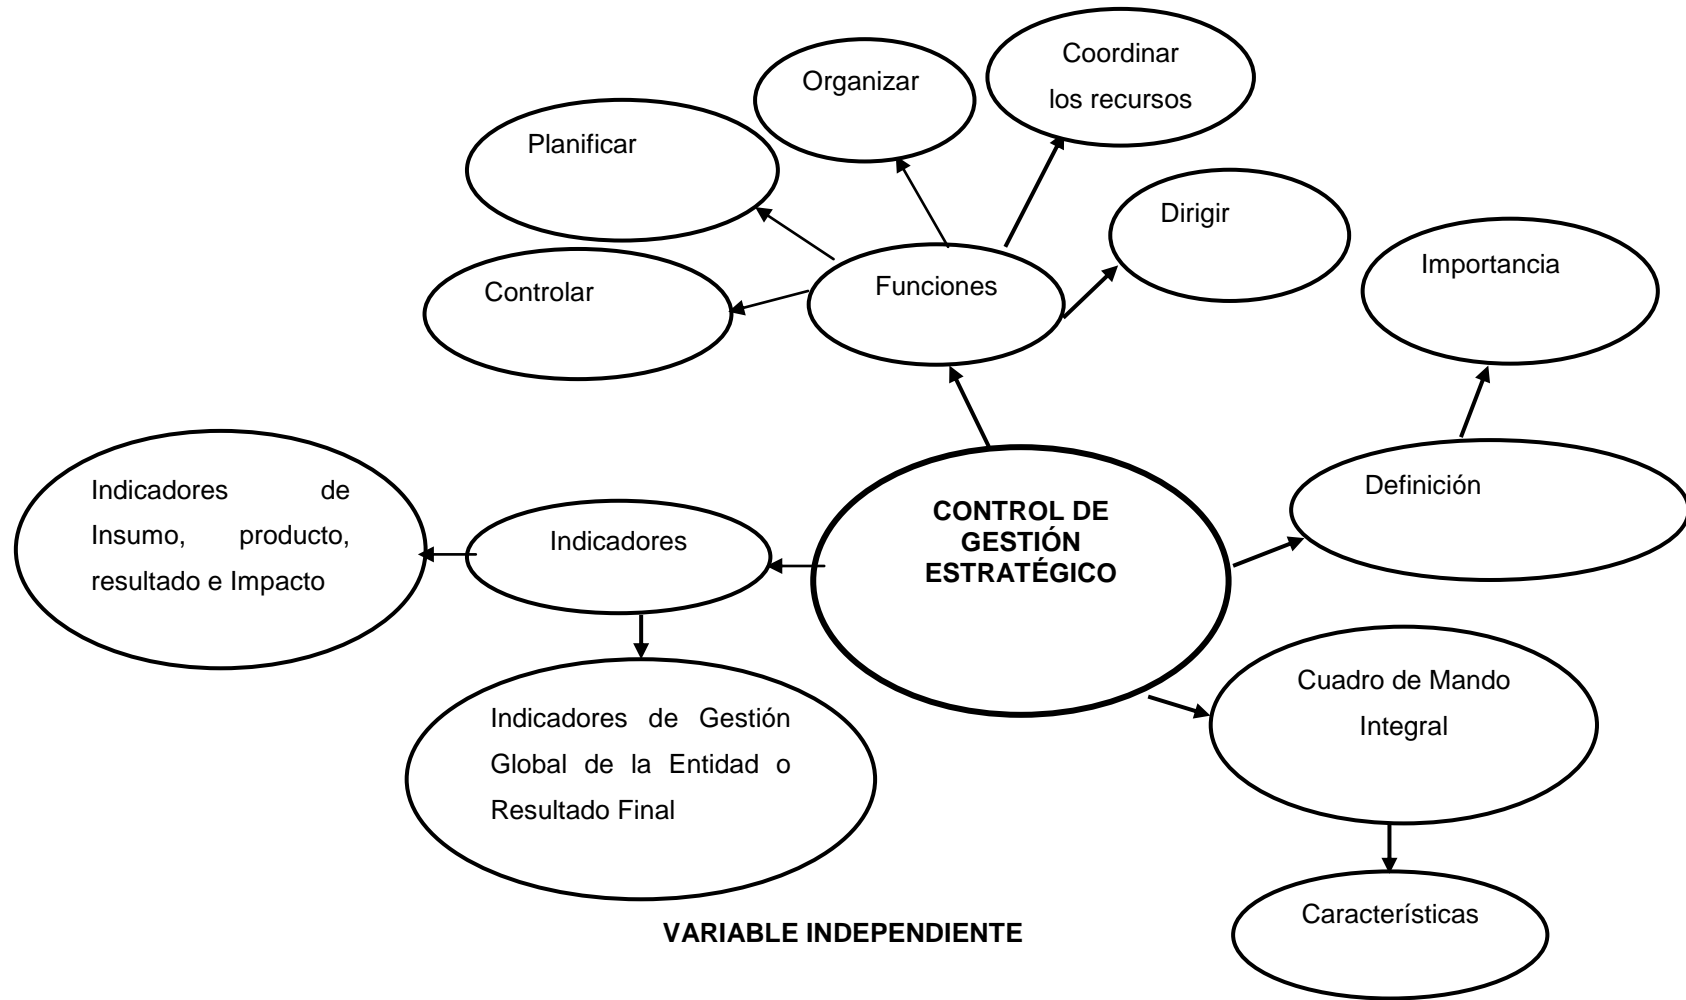 Coordinar
los recursos
Organizar
Planificar
Dirigir
Importancia
Controlar
Funciones
Definición
Indicadores de
Insumo, producto,
resultado e Impacto
Indicadores
CONTROL DE
GESTIÓN
ESTRATÉGICO
Cuadro de Mando
Integral
Indicadores de Gestión
Global de la Entidad o
Resultado Final
Características
VARIABLE INDEPENDIENTE